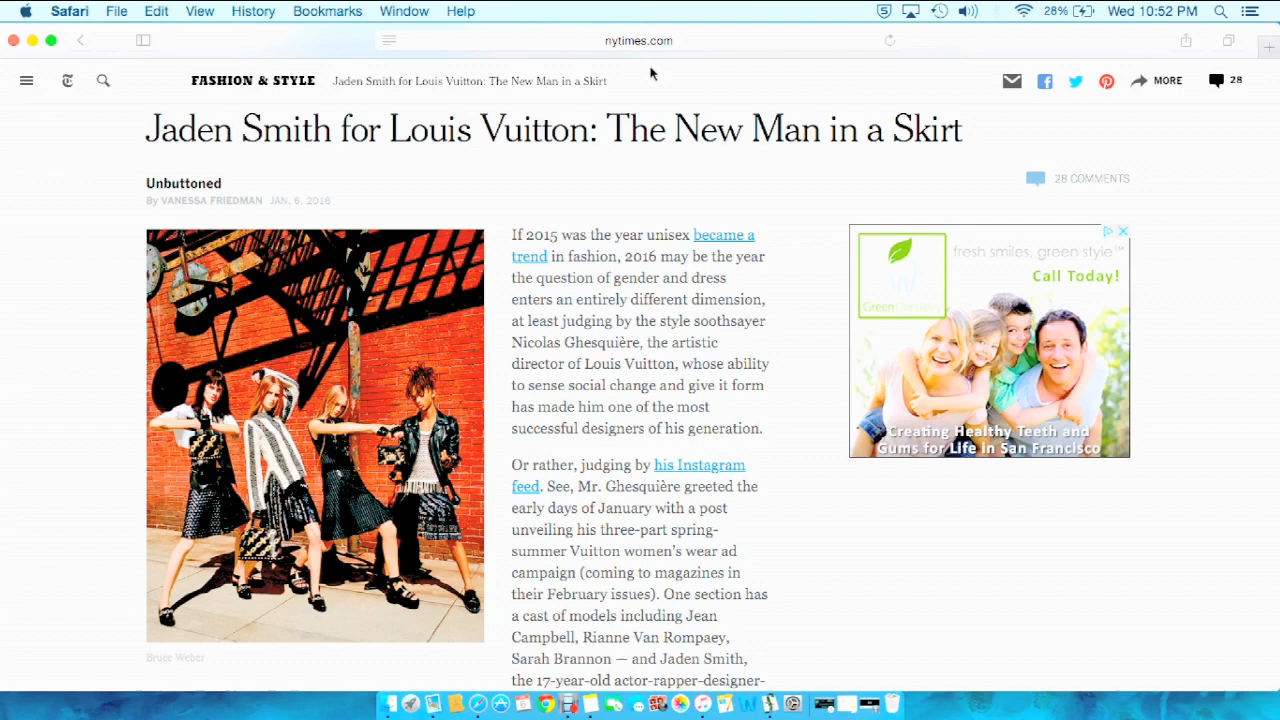 Safari File Edit View History Bookmarks Window Help 28% Wed 10:52 PM
nytimes.com
FASHION & STYLE Jaden Smith for Louis Vuitton: The New Man in a Skirt MORE 28
Jaden Smith for Louis Vuitton: The New Man in a Skirt
Unbuttoned
By VANESSA FRIEDMAN JAN. 6, 2016
28 COMMENTS
Bruce Weber
If 2015 was the year unisex became a
trend in fashion, 2016 may be the year
the question of gender and dress
enters an entirely different dimension,
at least judging by the style soothsayer
Nicolas Ghesquière, the artistic
director of Louis Vuitton, whose ability
to sense social change and give it form
has made him one of the most
successful designers of his generation.
Or rather, judging by his Instagram
feed. See, Mr. Ghesquière greeted the
early days of January with a post
unveiling his three-part spring-
summer Vuitton women's wear ad
campaign (coming to magazines in
their February issues). One section has
a cast of models including Jean
Campbell, Rianne Van Rompaey,
Sarah Brannon — and Jaden Smith,
the 17-year-old actor-rapper-designer-
fresh smiles, green style™
Call Today!
Creating Healthy Teeth and
Gums for Life in San Francisco